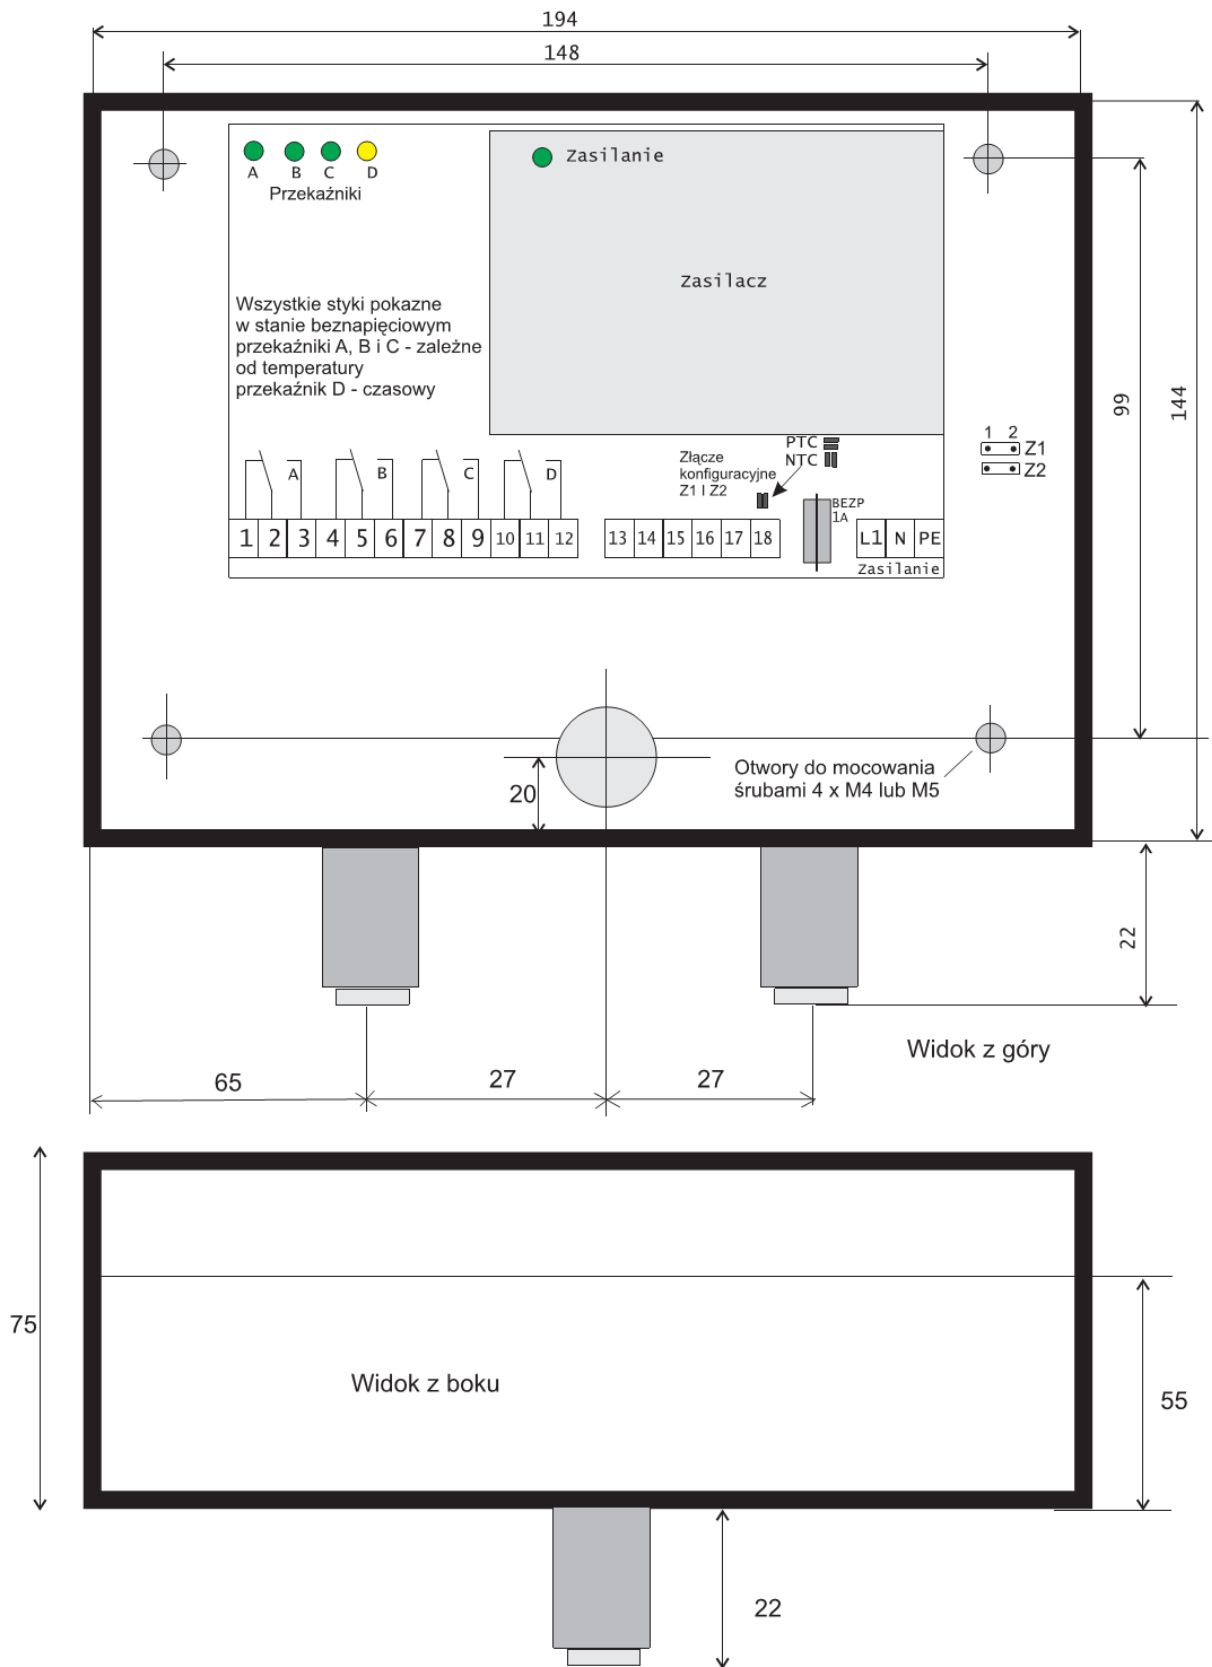 194
148
Zasilanie
A B C D
Przekaźniki
Zasilacz
Wszystkie styki pokazne
w stanie beznapięciowym
przekaźniki A, B i C - zależne
od temperatury
przekaźnik D - czasowy
99
144
1 2
Z1
Z2
PTC
NTC
Złącze
konfiguracyjne
Z1 I Z2
A B C D
BEZP
1A
1 2 3 4 5 6 7 8 9 10 11 12
13 14 15 16 17 18
L1 N PE
Zasilanie
Otwory do mocowania
śrubami 4 x M4 lub M5
20
22
Widok z góry
65
27
27
75
Widok z boku
55
22